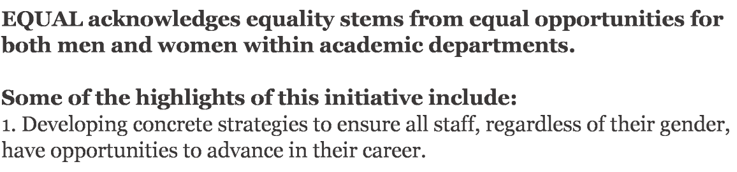 EQUAL acknowledges equality stems from equal opportunities for
both men and women within academic departments.
Some of the highlights of this initiative include:
1. Developing concrete strategies to ensure all staff, regardless of their gender,
have opportunities to advance in their career.